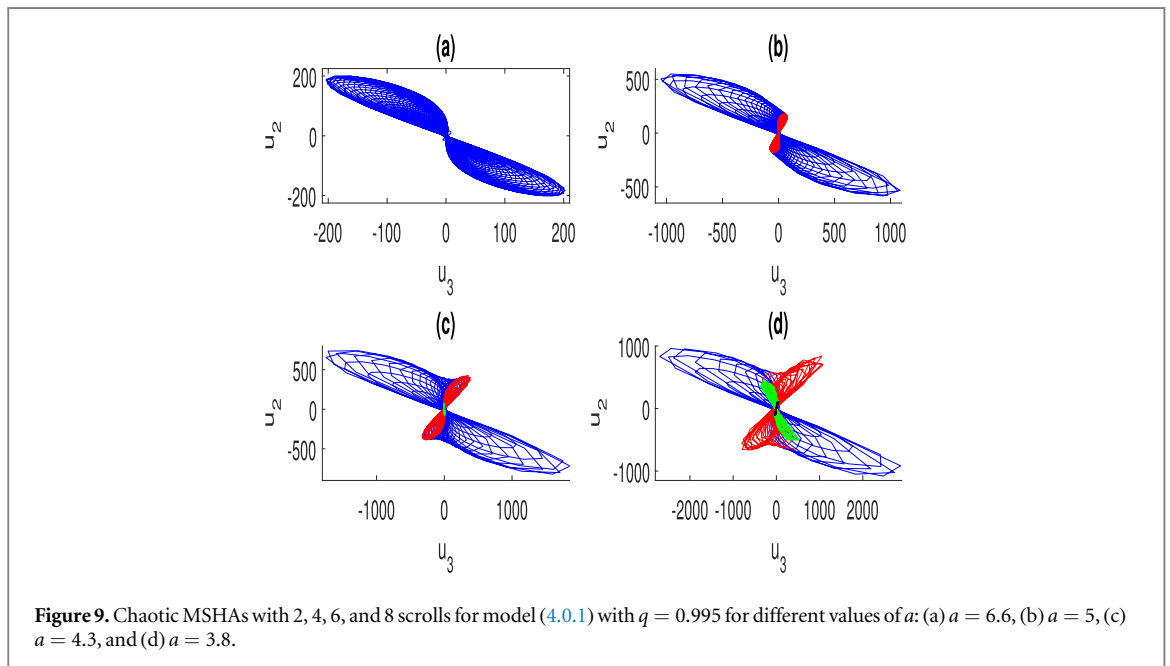 (a)
200
0
-200
u2
-200 -100 0 100 200
u3
(b)
500
0
-500
u2
-1000 -500 0 500 1000
u3
(c)
500
0
-500
u2
-1000 0 1000
u3
(d)
1000
0
-1000
u2
-2000 -1000 0 1000 2000
u3
Figure 9. Chaotic MSHAs with 2, 4, 6, and 8 scrolls for model (4.0.1) with q = 0.995 for different values of a: (a) a = 6.6, (b) a = 5, (c)
a = 4.3, and (d) a = 3.8.